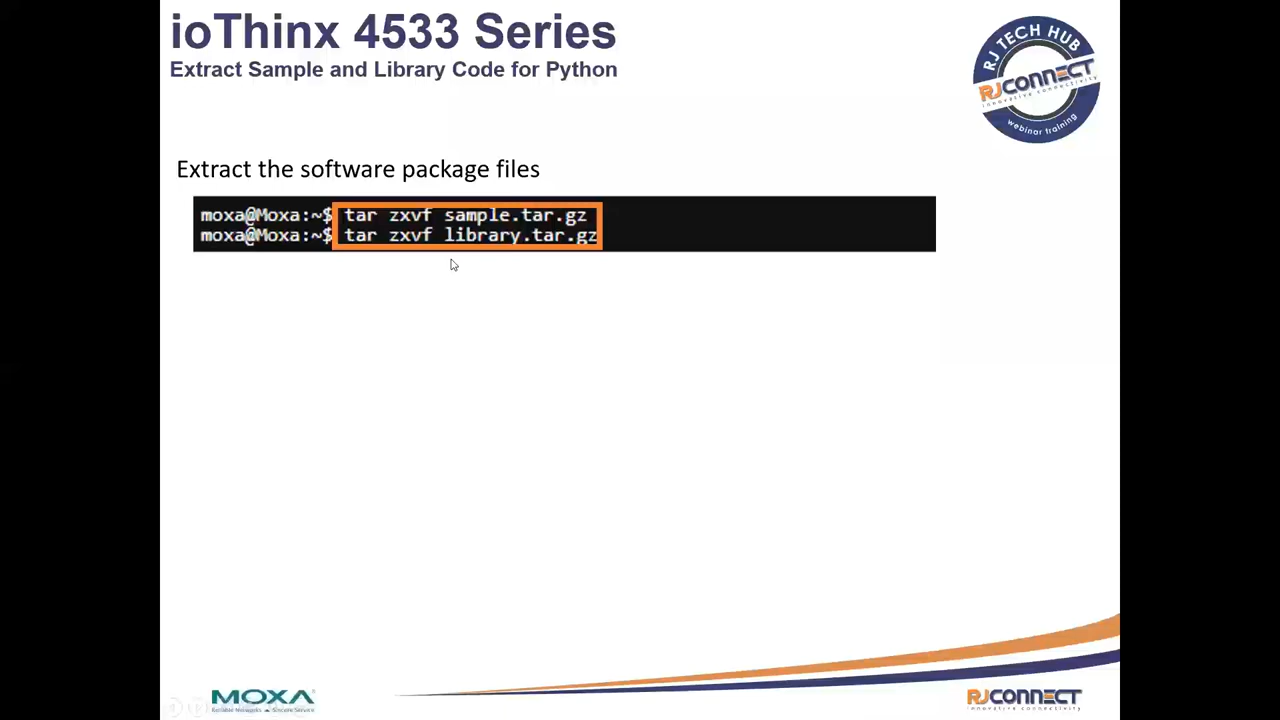 ioThinx 4533 Series
Extract Sample and Library Code for Python
RJ TECH HUB
RJCONNECT
innovative connectivity
webinar training
Extract the software package files
moxa@Moxa:~$ tar zxvf sample.tar.gz
moxa@Moxa:~$ tar zxvf library.tar.gz
MOXA
RJCONNECT
innovative connectivity